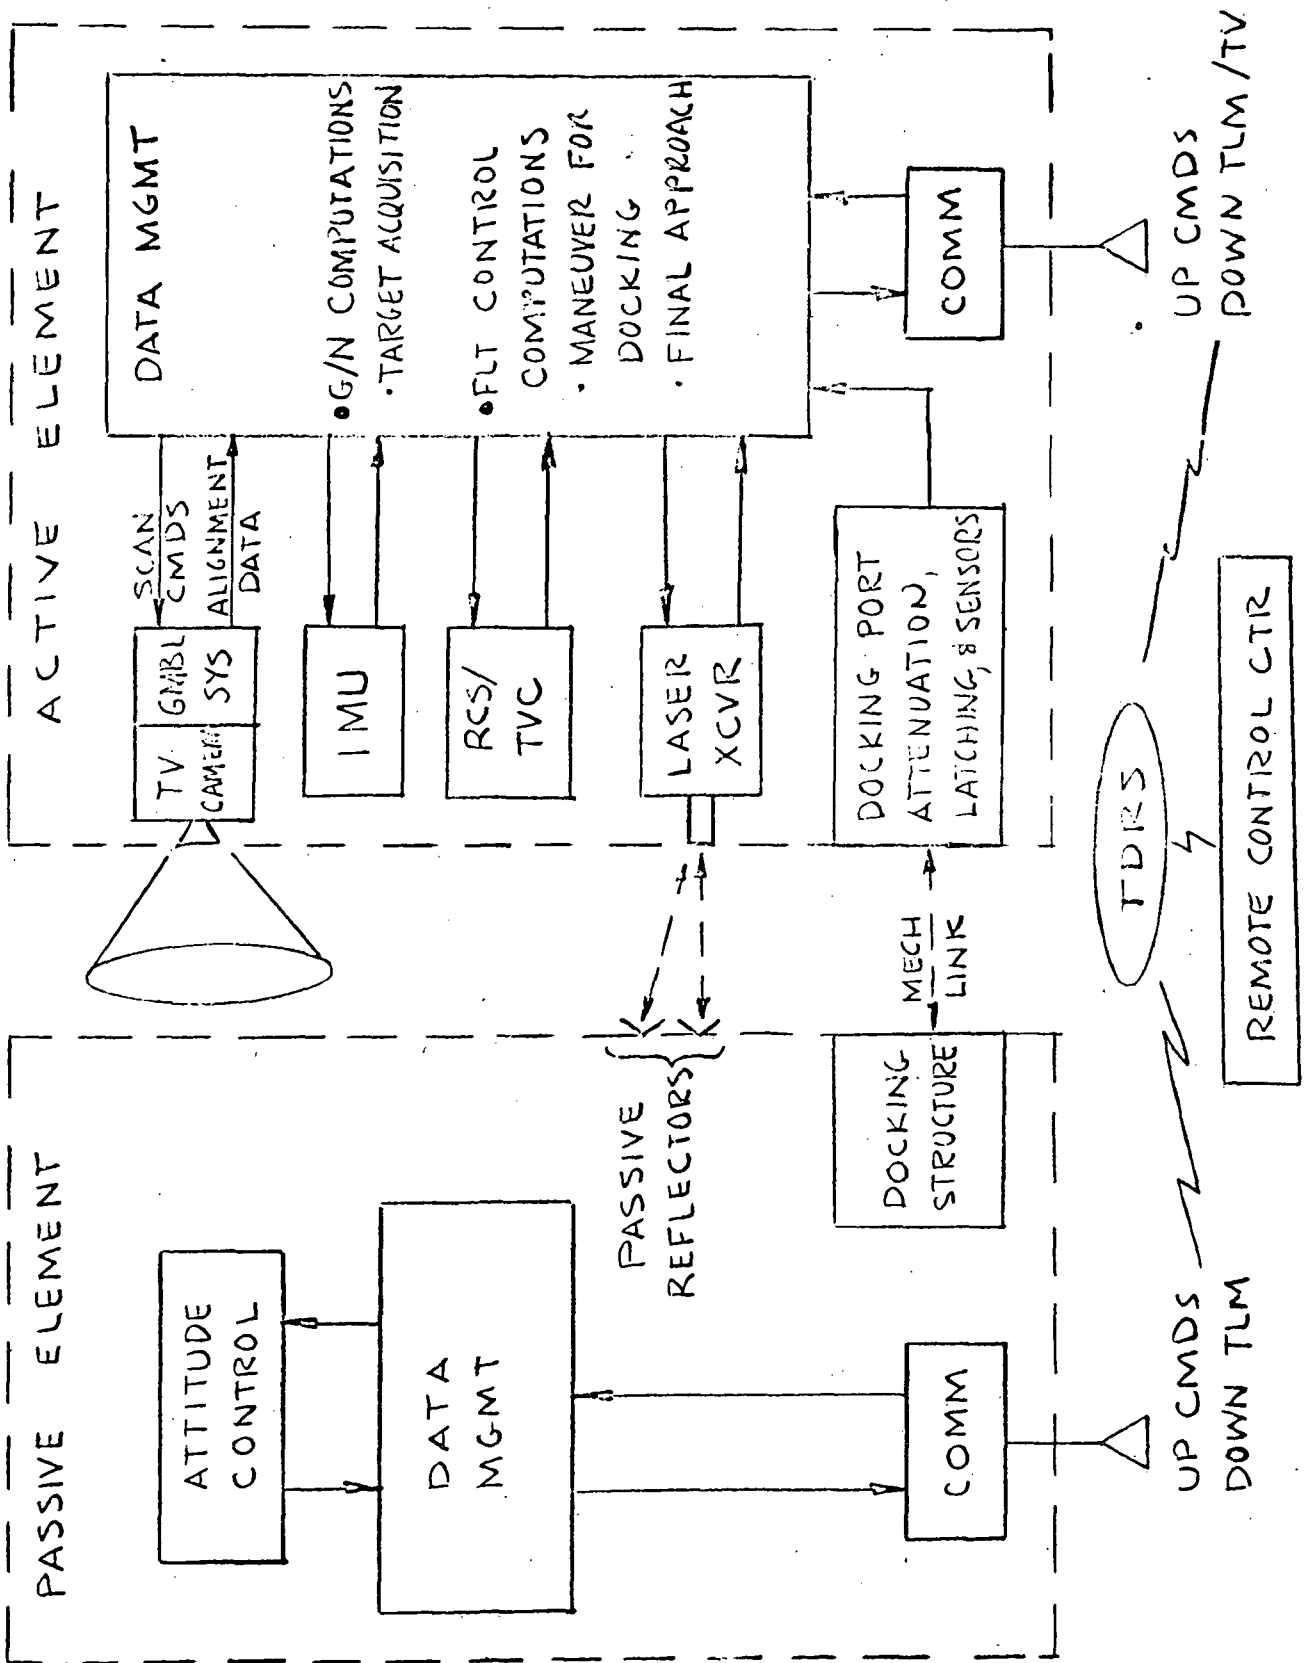 PASSIVE ELEMENT
ATTITUDE
CONTROL
DATA
MGMT
COMM
PASSIVE
REFLECTORS
DOCKING
STRUCTURE
MECH
LINK
UP CMDS
DOWN TLM
ACTIVE ELEMENT
TV
CAMERA
GMBL
SYS
SCAN
CMDS
ALIGNMENT
DATA
IMU
RCS/
TVC
LASER
XCVR
DOCKING PORT
ATTENUATION,
LATCHING, & SENSORS
DATA MGMT
• G/N COMPUTATIONS
· TARGET ACQUISITION
• FLT CONTROL
COMPUTATIONS
· MANEUVER FOR
DOCKING
· FINAL APPROACH
COMM
UP CMDS
DOWN TLM/TV
TDRS
REMOTE CONTROL CTR